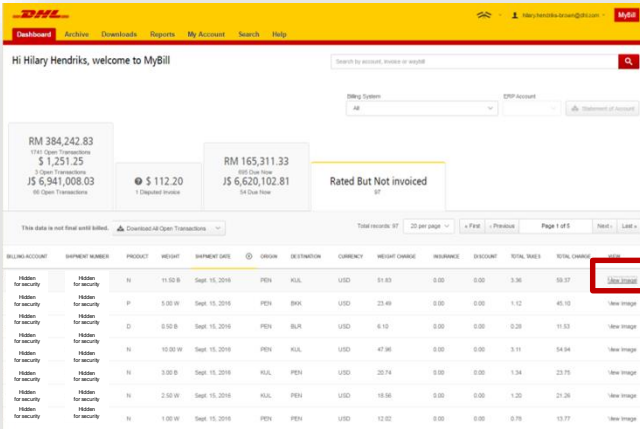 DHL
hilary.hendriks-brown@dhl.com
MyBill
Dashboard Archive Downloads Reports My Account Search Help
Hi Hilary Hendriks, welcome to MyBill
Search by account, invoice or waybill
Billing System
ERP Account
All
Statement of Account
RM 384,242.83
1741 Open Transactions
$ 1,251.25
3 Open Transactions
J$ 6,941,008.03
66 Open Transactions
$ 112.20
1 Disputed Invoice
RM 165,311.33
695 Due Now
J$ 6,620,102.81
54 Due Now
Rated But Not invoiced
97
This data is not final until billed.
Download All Open Transactions
Total records: 97
20 per page
« First
‹ Previous
Page 1 of 5
Next ›
Last »
BILLING ACCOUNT SHIPMENT NUMBER PRODUCT WEIGHT SHIPMENT DATE ORIGIN DESTINATION CURRENCY WEIGHT CHARGE INSURANCE DISCOUNT TOTAL TAXES TOTAL CHARGE VIEW
Hidden for security Hidden for security N 11.50 B Sept. 15, 2016 PEN KUL USD 51.83 0.00 0.00 3.36 59.37 View Image
Hidden for security Hidden for security P 5.00 W Sept. 15, 2016 PEN BKK USD 23.49 0.00 0.00 1.12 45.10 View Image
Hidden for security Hidden for security D 0.50 B Sept. 15, 2016 PEN BLR USD 6.10 0.00 0.00 0.28 11.53 View Image
Hidden for security Hidden for security N 10.00 W Sept. 15, 2016 PEN KUL USD 47.96 0.00 0.00 3.11 54.94 View Image
Hidden for security Hidden for security N 3.00 B Sept. 15, 2016 KUL PEN USD 20.74 0.00 0.00 1.34 23.75 View Image
Hidden for security Hidden for security N 2.50 W Sept. 15, 2016 KUL PEN USD 18.56 0.00 0.00 1.20 21.26 View Image
Hidden for security Hidden for security N 1.00 W Sept. 15, 2016 PEN PEN USD 12.02 0.00 0.00 0.79 13.77 View Image